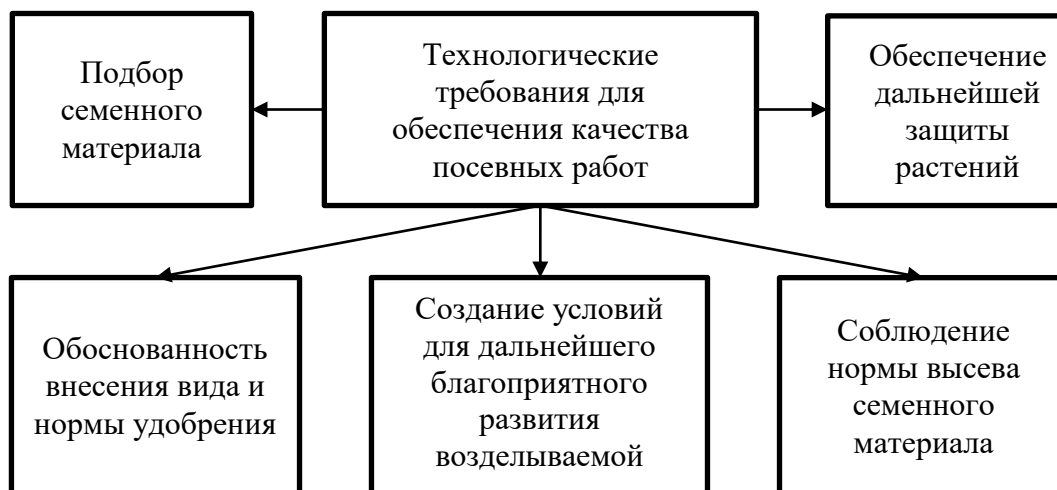 Подбор
семенного
материала
Технологические
требования для
обеспечения качества
посевных работ
Обеспечение
дальнейшей
защиты
растений
Обоснованность
внесения вида и
нормы удобрения
Создание условий
для дальнейшего
благоприятного
развития
возделываемой
Соблюдение
нормы высева
семенного
материала